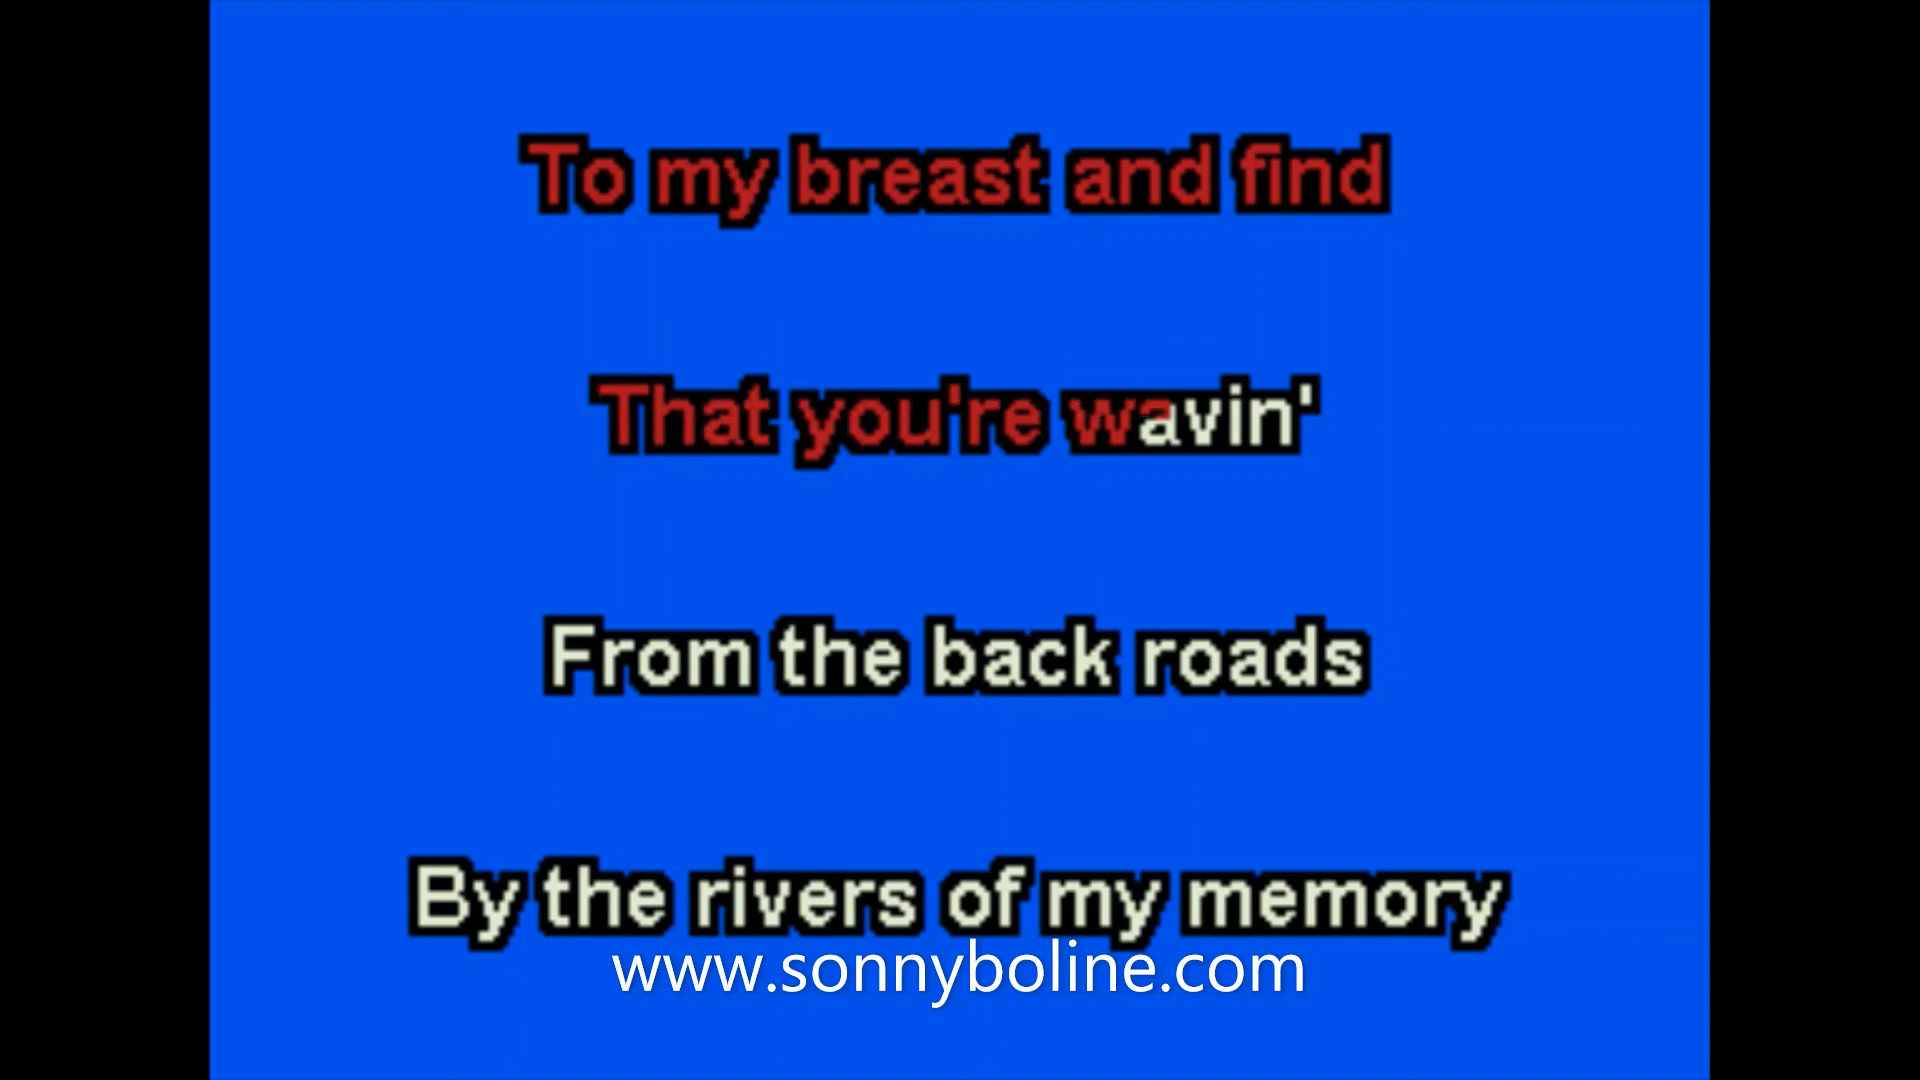 To my breast and find
That you're wavin'
From the back roads
By the rivers of my memory
www.sonnyboline.com